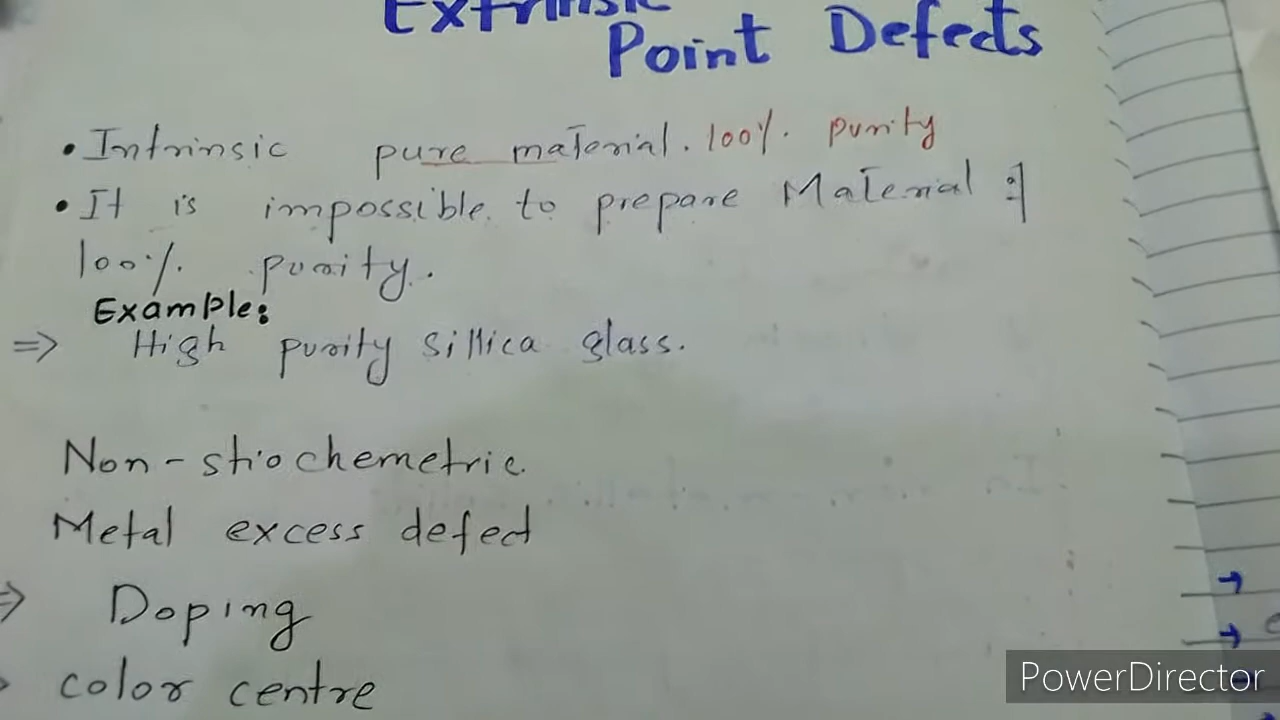 Extrinsic
Point Defects
• Intrinsic pure material. 100%. purity
• It is impossible to prepare Material of
100%. purity.
Example:
⇒ High purity sillica glass.
Non-stiochemetric.
Metal excess defect
⇒ Doping
color centre
PowerDirector